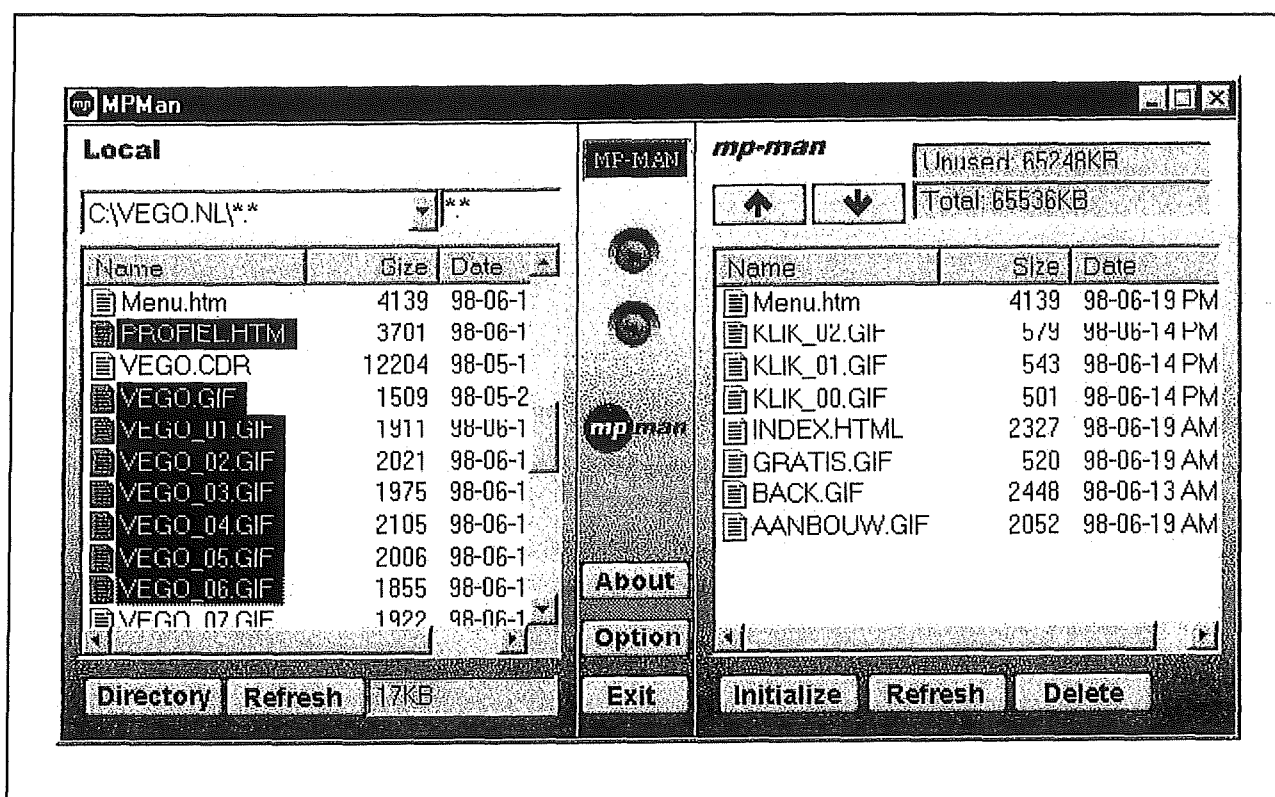 MPMan
Local
C:\VEGO.NL\*.*
*.*
Name Size Date
Menu.htm 4139 98-06-1
PROFIEL.HTM 3701 98-06-1
VEGO.CDR 12204 98-05-1
VEGO.GIF 1509 98-05-2
VEGO_01.GIF 1911 98-06-1
VEGO_02.GIF 2021 98-06-1
VEGO_03.GIF 1975 98-06-1
VEGO_04.GIF 2105 98-06-1
VEGO_05.GIF 2006 98-06-1
VEGO_06.GIF 1855 98-06-1
VEGO_07.GIF 1922 98-06-1
Directory Refresh 17KB
MP-MAN
mp man
About
Option
Exit
mp-man
Unused: 65248KB
Total: 65536KB
Name Size Date
Menu.htm 4139 98-06-19 PM
KLIK_02.GIF 579 98-06-14 PM
KLIK_01.GIF 543 98-06-14 PM
KLIK_00.GIF 501 98-06-14 PM
INDEX.HTML 2327 98-06-19 AM
GRATIS.GIF 520 98-06-19 AM
BACK.GIF 2448 98-06-13 AM
AANBOUW.GIF 2052 98-06-19 AM
Initialize Refresh Delete